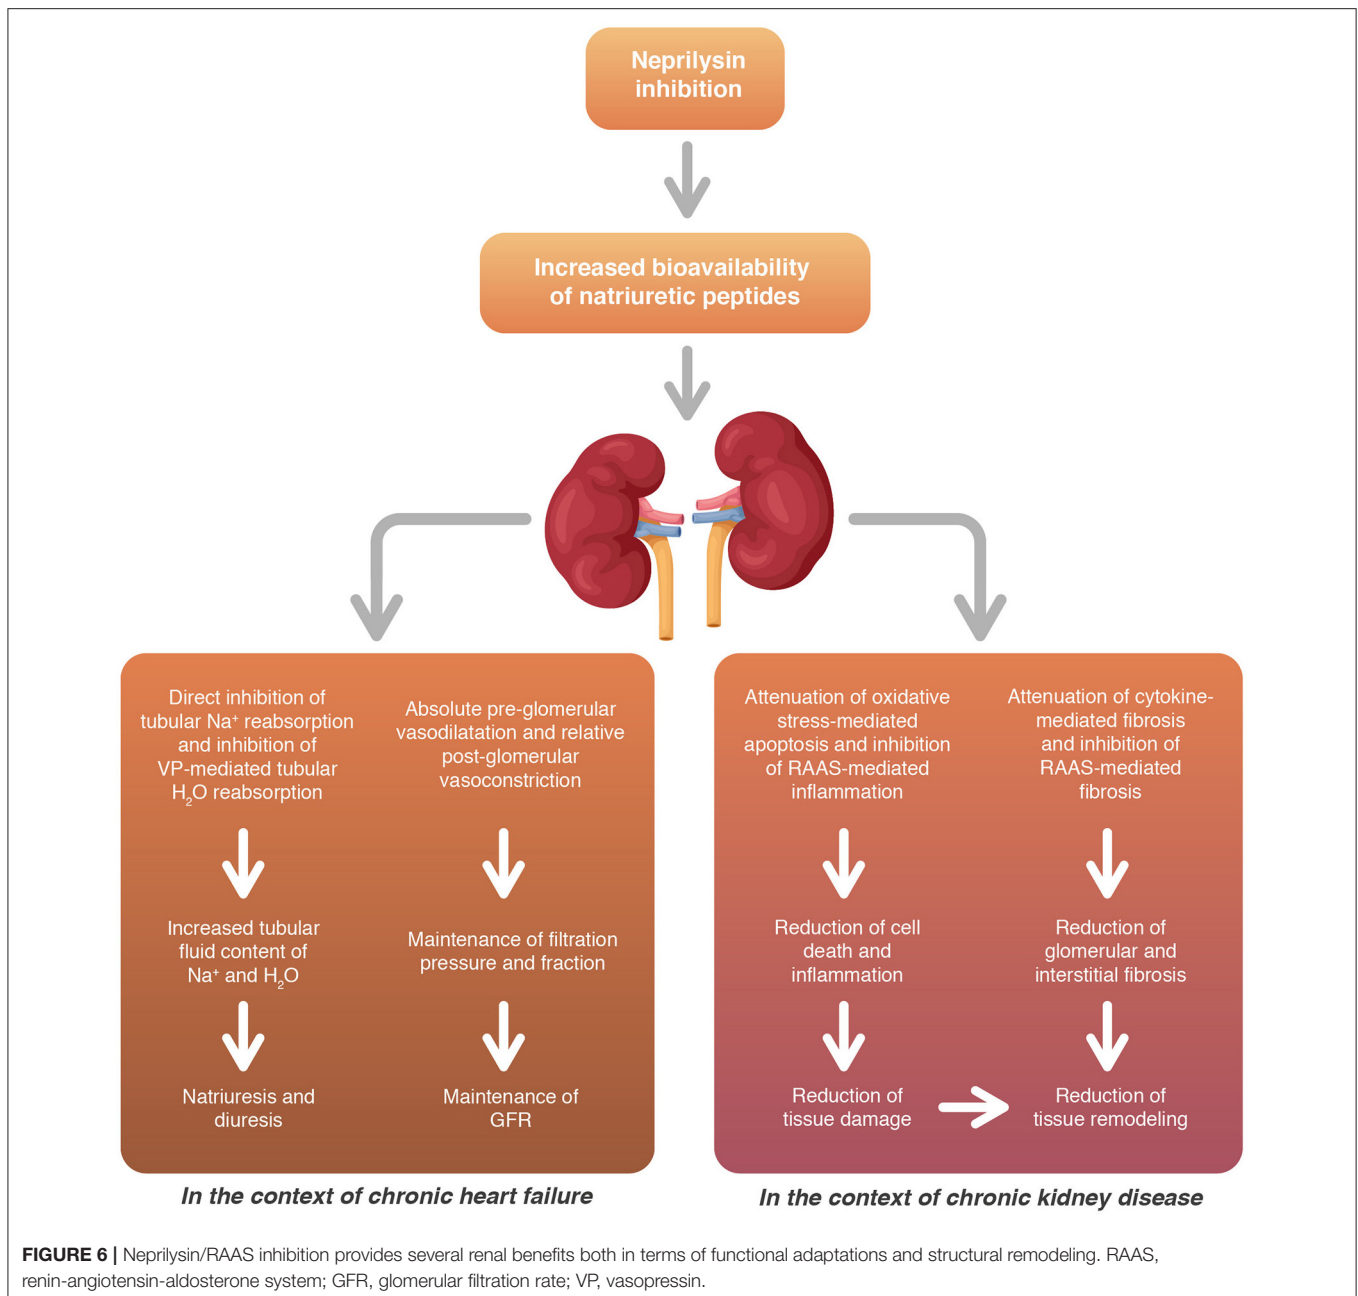 Neprilysin
inhibition
Increased bioavailability
of natriuretic peptides
Direct inhibition of
tubular Na⁺ reabsorption
and inhibition of
VP-mediated tubular
H₂O reabsorption
Increased tubular
fluid content of
Na⁺ and H₂O
Natriuresis and
diuresis
Absolute pre-glomerular
vasodilatation and relative
post-glomerular
vasoconstriction
Maintenance of filtration
pressure and fraction
Maintenance of
GFR
In the context of chronic heart failure
Attenuation of oxidative
stress-mediated
apoptosis and inhibition
of RAAS-mediated
inflammation
Reduction of cell
death and
inflammation
Reduction of
tissue damage
Attenuation of cytokine-
mediated fibrosis
and inhibition of
RAAS-mediated
fibrosis
Reduction of
glomerular and
interstitial fibrosis
Reduction of
tissue remodeling
In the context of chronic kidney disease
FIGURE 6 | Neprilysin/RAAS inhibition provides several renal benefits both in terms of functional adaptations and structural remodeling. RAAS,
renin-angiotensin-aldosterone system; GFR, glomerular filtration rate; VP, vasopressin.